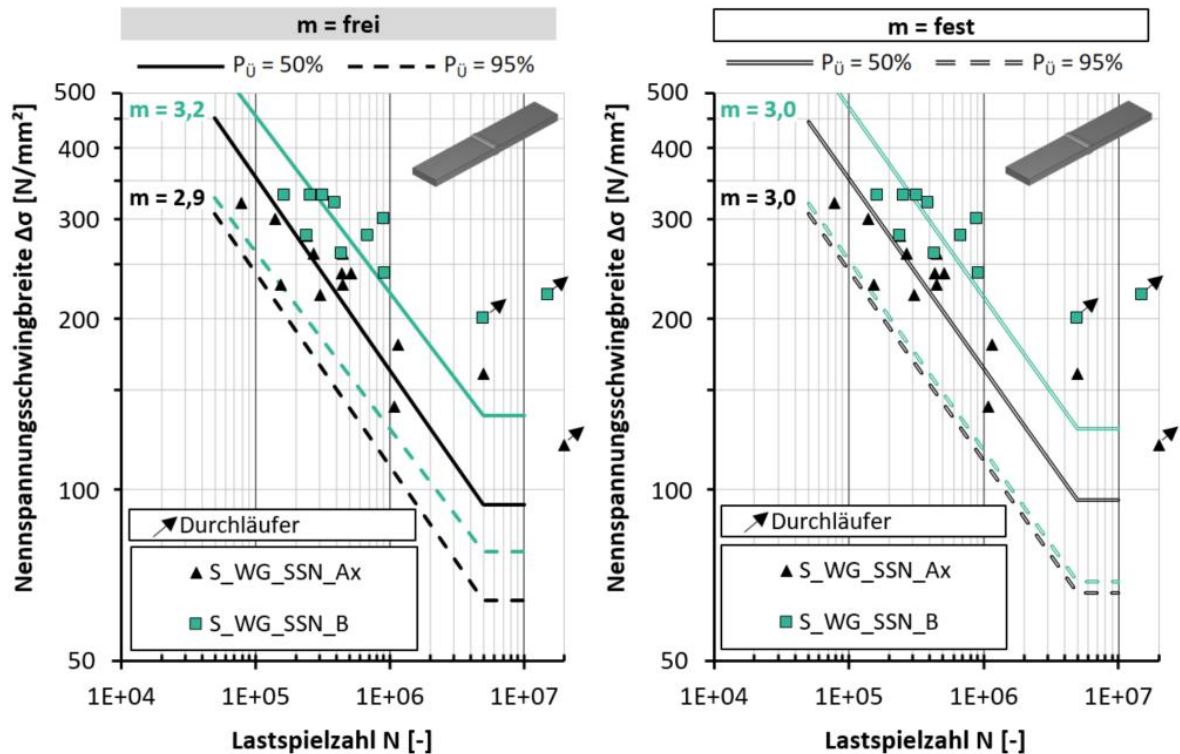 m = frei
P_Ü = 50% P_Ü = 95%
500
400
300
200
100
50
m = 3,2
m = 2,9
Nennspannungsschwingbreite Δσ [N/mm²]
Durchläufer
S_WG_SSN_Ax
S_WG_SSN_B
1E+04 1E+05 1E+06 1E+07
Lastspielzahl N [-]
m = fest
P_Ü = 50% P_Ü = 95%
500
400
300
200
100
50
m = 3,0
m = 3,0
Nennspannungsschwingbreite Δσ [N/mm²]
Durchläufer
S_WG_SSN_Ax
S_WG_SSN_B
1E+04 1E+05 1E+06 1E+07
Lastspielzahl N [-]